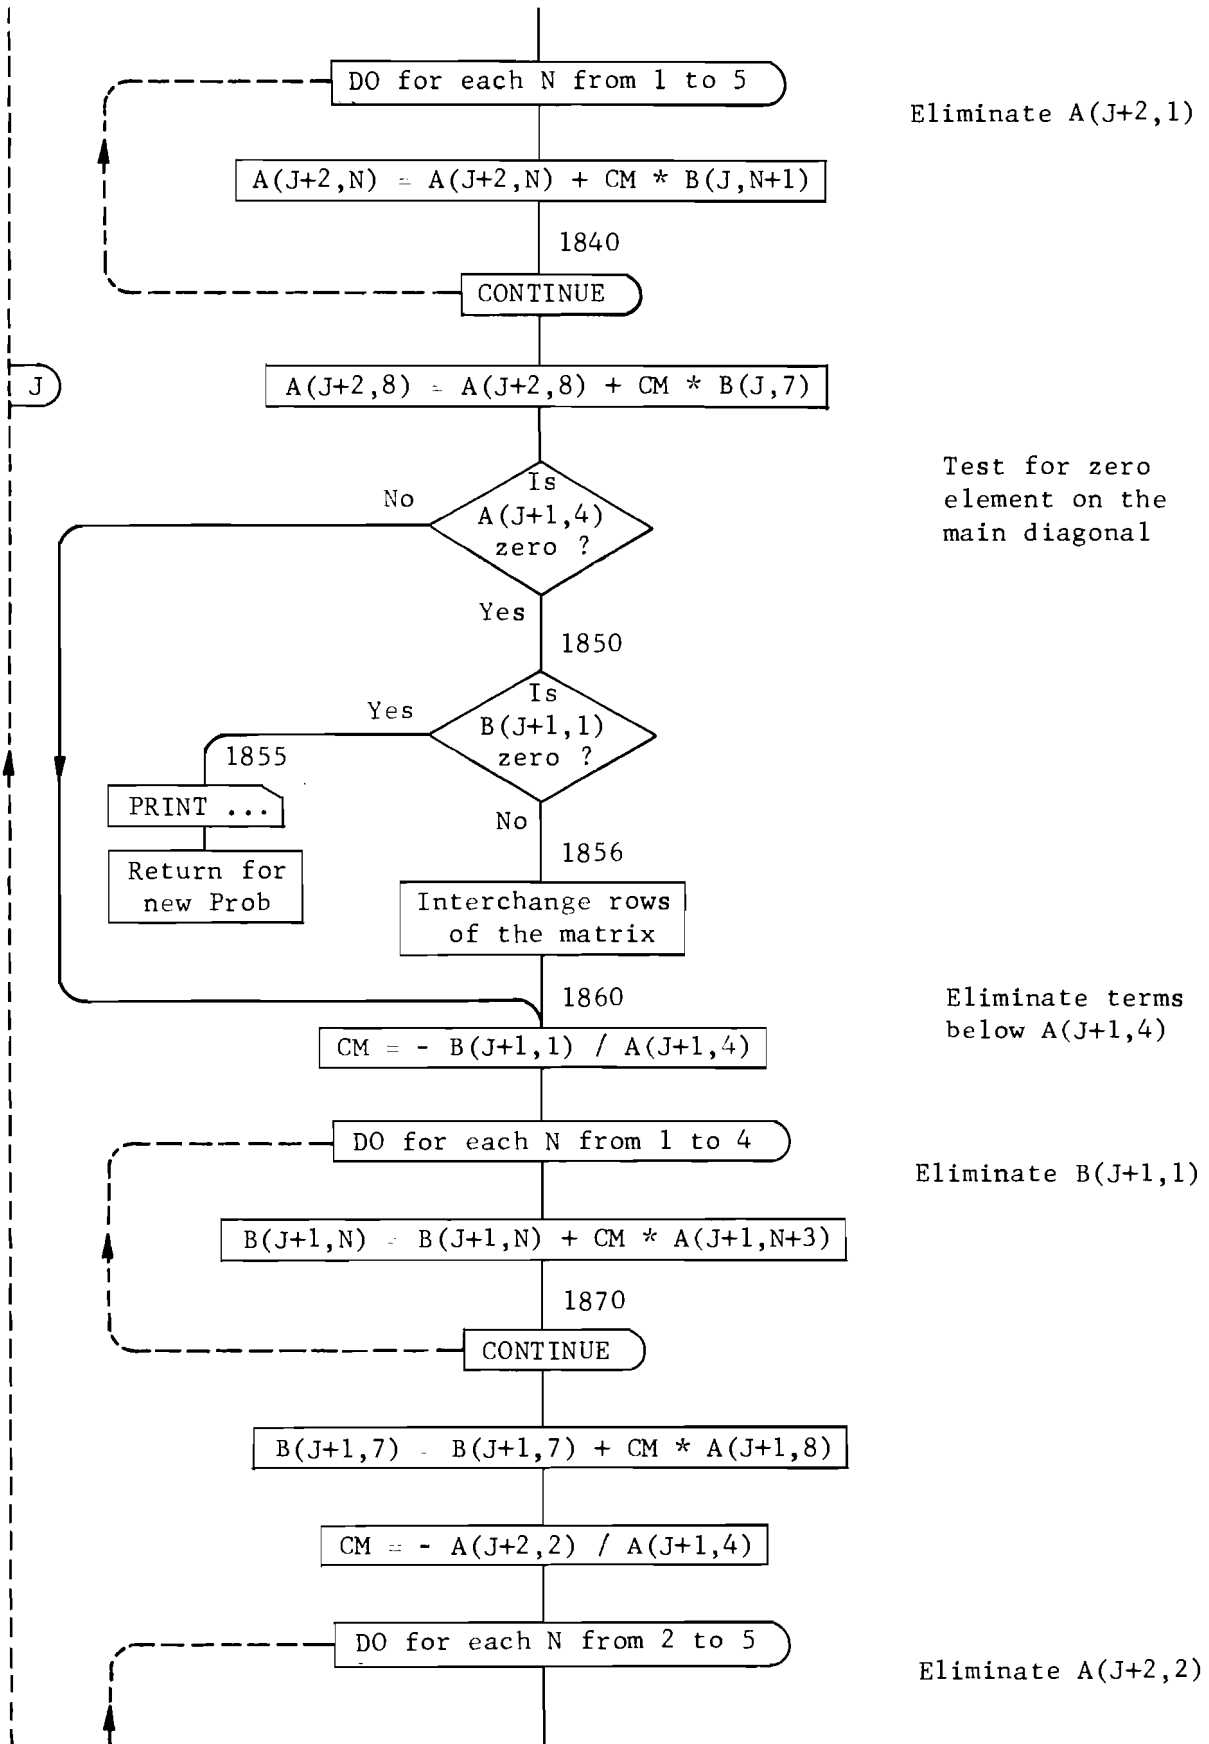 DO for each N from 1 to 5
Eliminate A(J+2,1)
A(J+2,N) = A(J+2,N) + CM * B(J,N+1)
1840
CONTINUE
J
A(J+2,8) = A(J+2,8) + CM * B(J,7)
Test for zero
element on the
main diagonal
No
Is
A(J+1,4)
zero ?
Yes
1850
Is
B(J+1,1)
zero ?
Yes
1855
PRINT ...
Return for
new Prob
No
1856
Interchange rows
of the matrix
1860
Eliminate terms
below A(J+1,4)
CM = - B(J+1,1) / A(J+1,4)
DO for each N from 1 to 4
Eliminate B(J+1,1)
B(J+1,N) = B(J+1,N) + CM * A(J+1,N+3)
1870
CONTINUE
B(J+1,7) = B(J+1,7) + CM * A(J+1,8)
CM = - A(J+2,2) / A(J+1,4)
DO for each N from 2 to 5
Eliminate A(J+2,2)